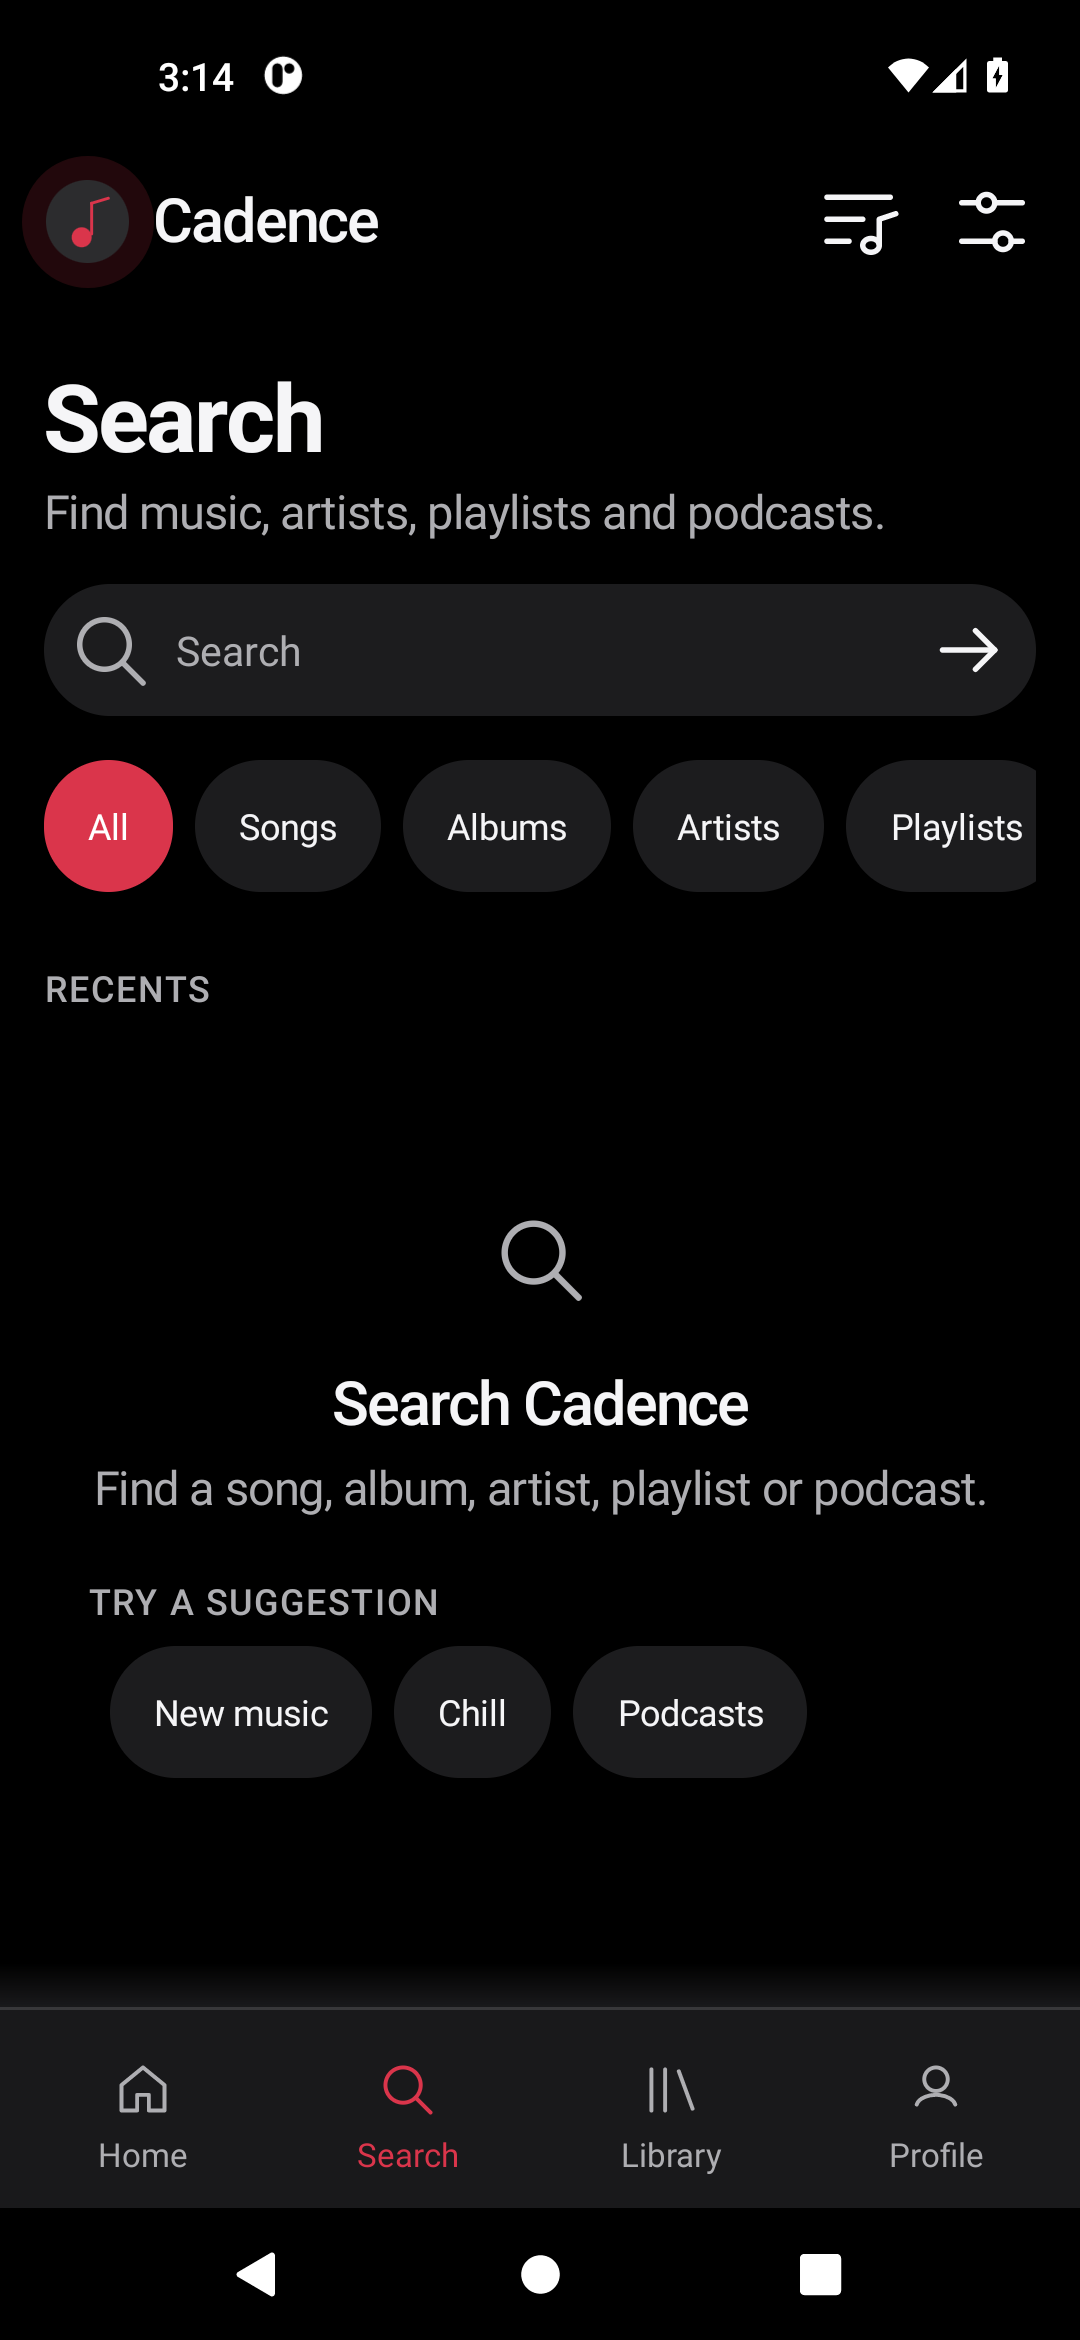 3:14
Cadence
Search
Find music, artists, playlists and podcasts.
Search
All
Songs
Albums
Artists
Playlists
RECENTS
Search Cadence
Find a song, album, artist, playlist or podcast.
TRY A SUGGESTION
New music
Chill
Podcasts
Home
Search
Library
Profile